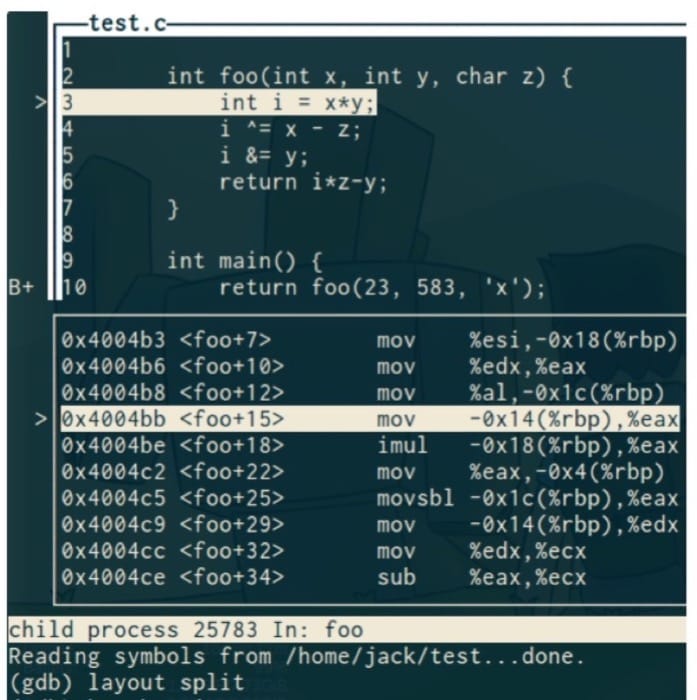 test.c
1
2 int foo(int x, int y, char z) {
> 3 int i = x*y;
4 i ^= x - z;
5 i &= y;
6 return i*z-y;
7 }
8
9 int main() {
B+ 10 return foo(23, 583, 'x');
0x4004b3 <foo+7> mov %esi,-0x18(%rbp)
0x4004b6 <foo+10> mov %edx,%eax
0x4004b8 <foo+12> mov %al,-0x1c(%rbp)
> 0x4004bb <foo+15> mov -0x14(%rbp),%eax
0x4004be <foo+18> imul -0x18(%rbp),%eax
0x4004c2 <foo+22> mov %eax,-0x4(%rbp)
0x4004c5 <foo+25> movsbl -0x1c(%rbp),%eax
0x4004c9 <foo+29> mov -0x14(%rbp),%edx
0x4004cc <foo+32> mov %edx,%ecx
0x4004ce <foo+34> sub %eax,%ecx
child process 25783 In: foo
Reading symbols from /home/jack/test...done.
(gdb) layout split